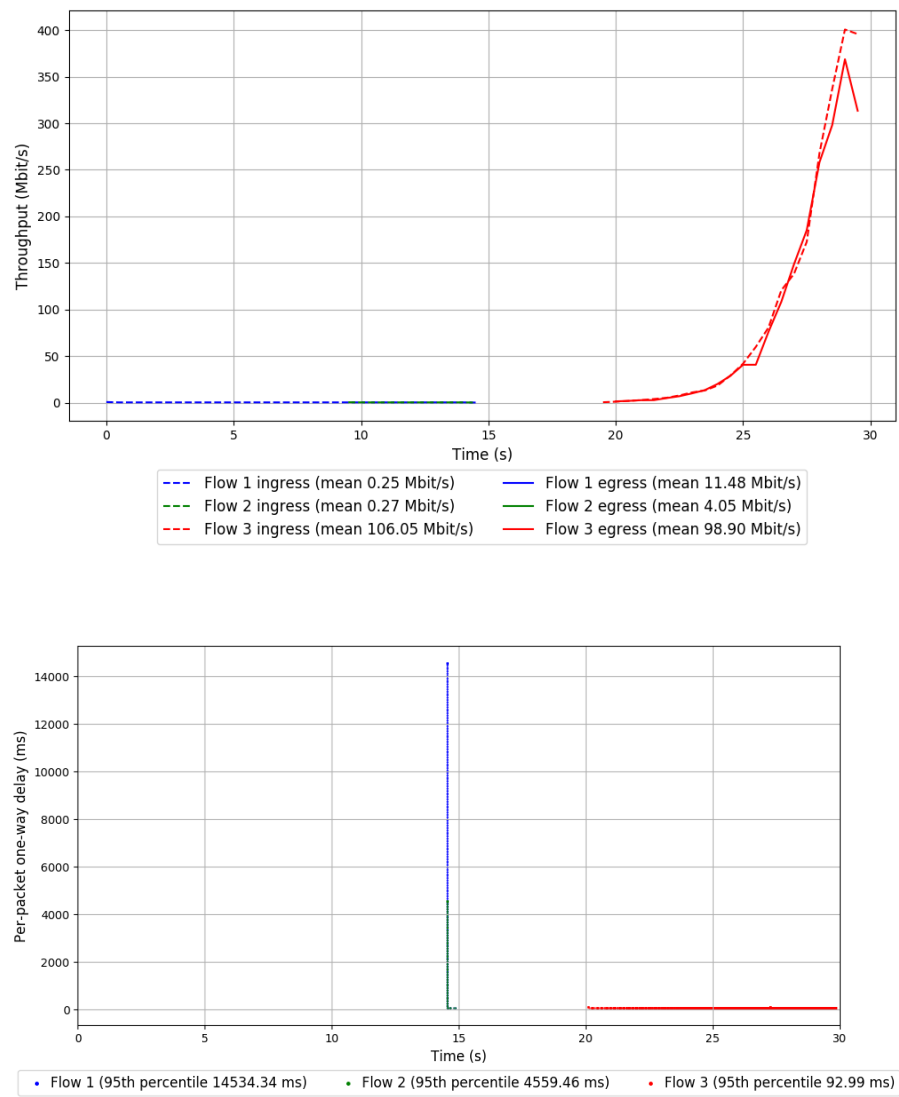 400
350
300
250
200
150
100
50
0
Throughput (Mbit/s)
0 5 10 15 20 25 30
Time (s)
Flow 1 ingress (mean 0.25 Mbit/s) Flow 1 egress (mean 11.48 Mbit/s)
Flow 2 ingress (mean 0.27 Mbit/s) Flow 2 egress (mean 4.05 Mbit/s)
Flow 3 ingress (mean 106.05 Mbit/s) Flow 3 egress (mean 98.90 Mbit/s)
14000
12000
10000
8000
6000
4000
2000
0
Per-packet one-way delay (ms)
0 5 10 15 20 25 30
Time (s)
Flow 1 (95th percentile 14534.34 ms) Flow 2 (95th percentile 4559.46 ms) Flow 3 (95th percentile 92.99 ms)